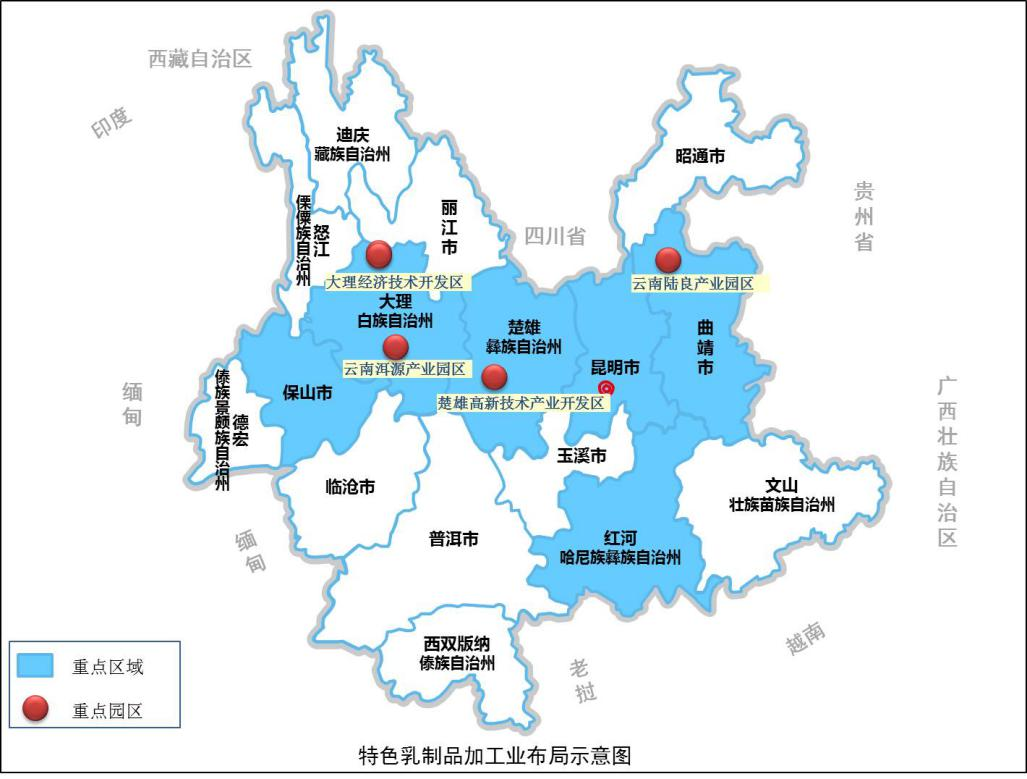 西藏自治区
印度
迪庆
藏族自治州
昭通市
贵州省
丽江市
怒江
傈僳族自治州
四川省
大理经济技术开发区
云南陆良产业园区
大理
白族自治州
楚雄
彝族自治州
曲靖市
云南洱源产业园区
昆明市
缅甸
保山市
楚雄高新技术产业开发区
广西壮族自治区
德宏
傣族景颇族自治州
玉溪市
临沧市
文山
壮族苗族自治州
缅甸
普洱市
红河
哈尼族彝族自治州
西双版纳
傣族自治州
越南
老挝
重点区域
重点园区
特色乳制品加工业布局示意图